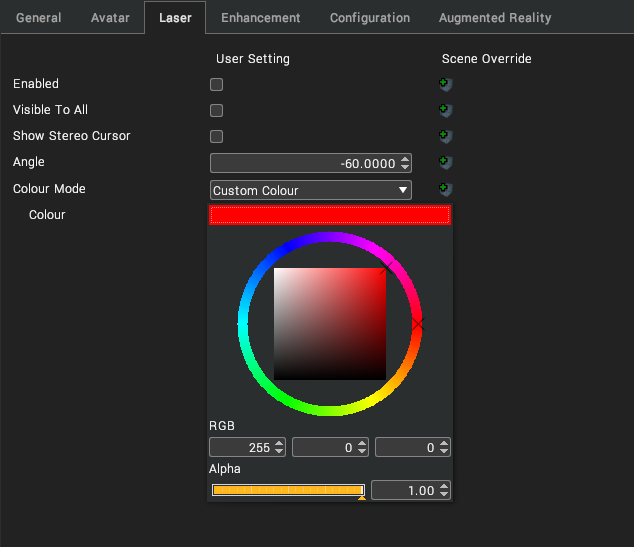 General Avatar Laser Enhancement Configuration Augmented Reality
User Setting Scene Override
Enabled
Visible To All
Show Stereo Cursor
Angle -60.0000
Colour Mode Custom Colour
Colour
RGB
255 0 0
Alpha
1.00